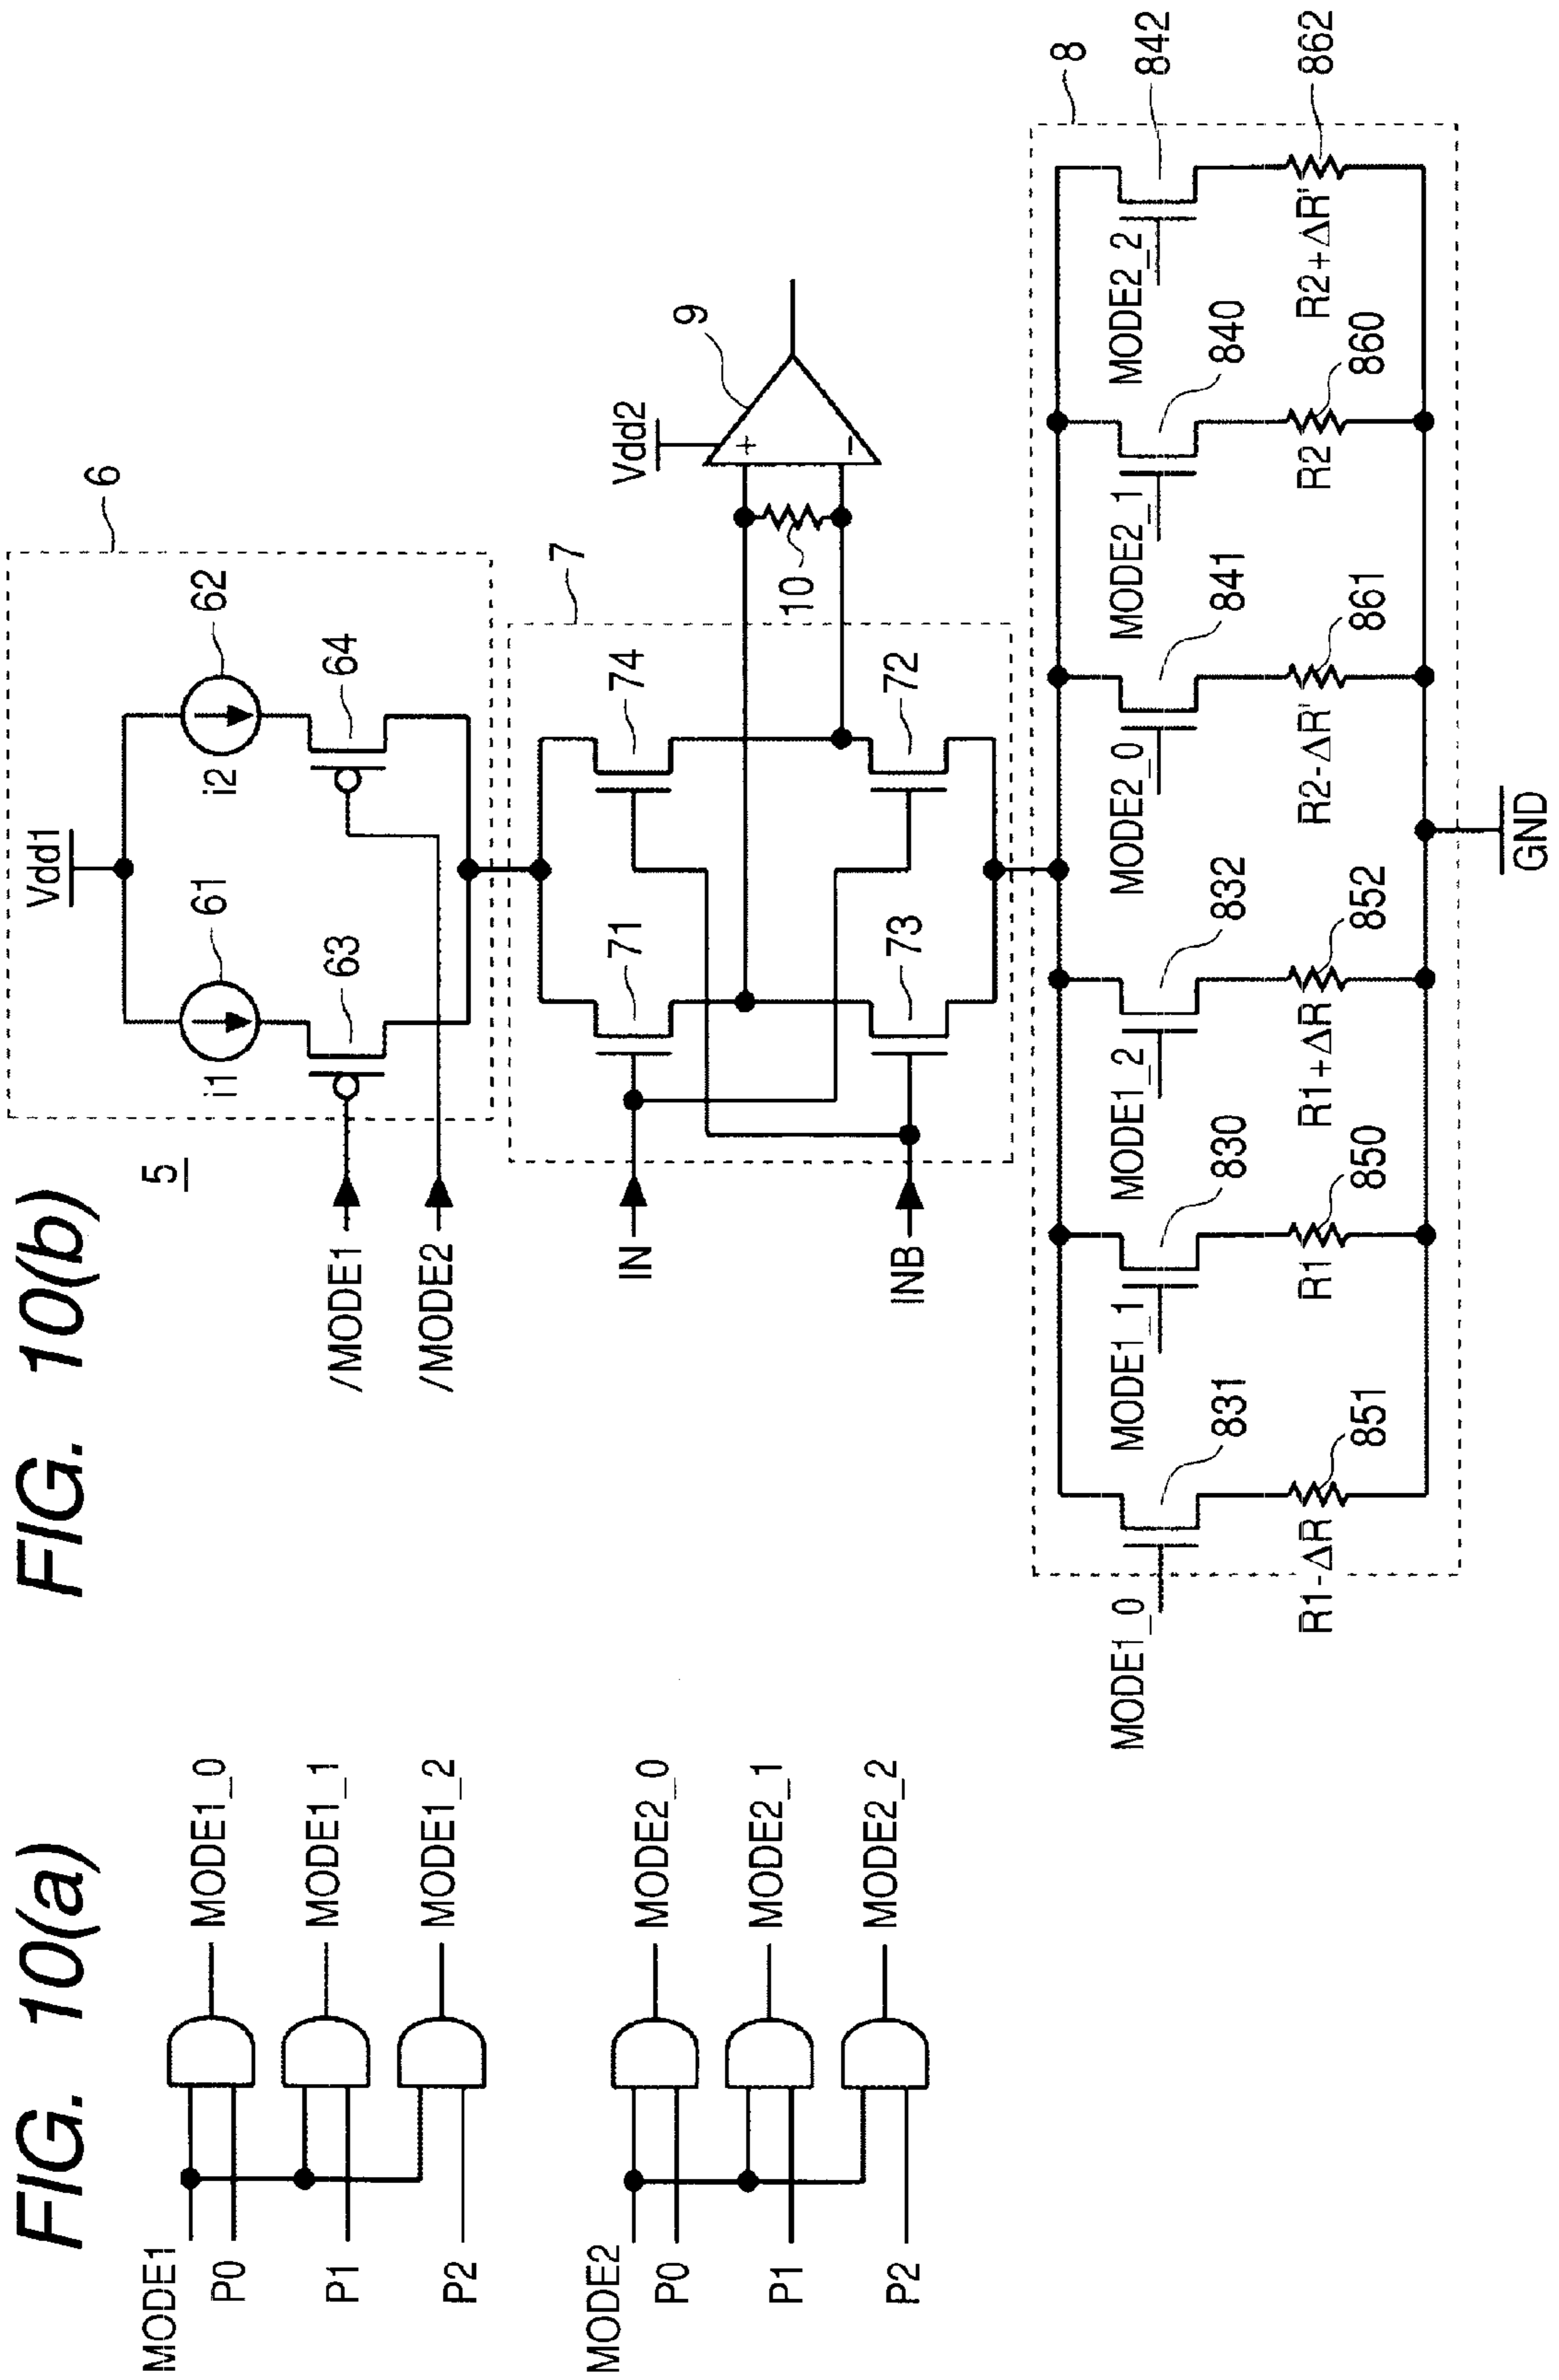 FIG. 10(a)
MODE1
P0
P1
P2
MODE1_0
MODE1_1
MODE1_2
MODE2
P0
P1
P2
MODE2_0
MODE2_1
MODE2_2
FIG. 10(b)
5
6
Vdd1
i1
61
i2
62
63
64
/MODE1
/MODE2
7
71
74
IN
INB
73
72
10
Vdd2
9
+
−
8
MODE1_0
831
MODE1_1
830
MODE1_2
832
MODE2_0
841
MODE2_1
840
MODE2_2
842
R1-ΔR
851
R1
850
R1+ΔR
852
R2-ΔR'
861
R2
860
R2+ΔR'
862
GND